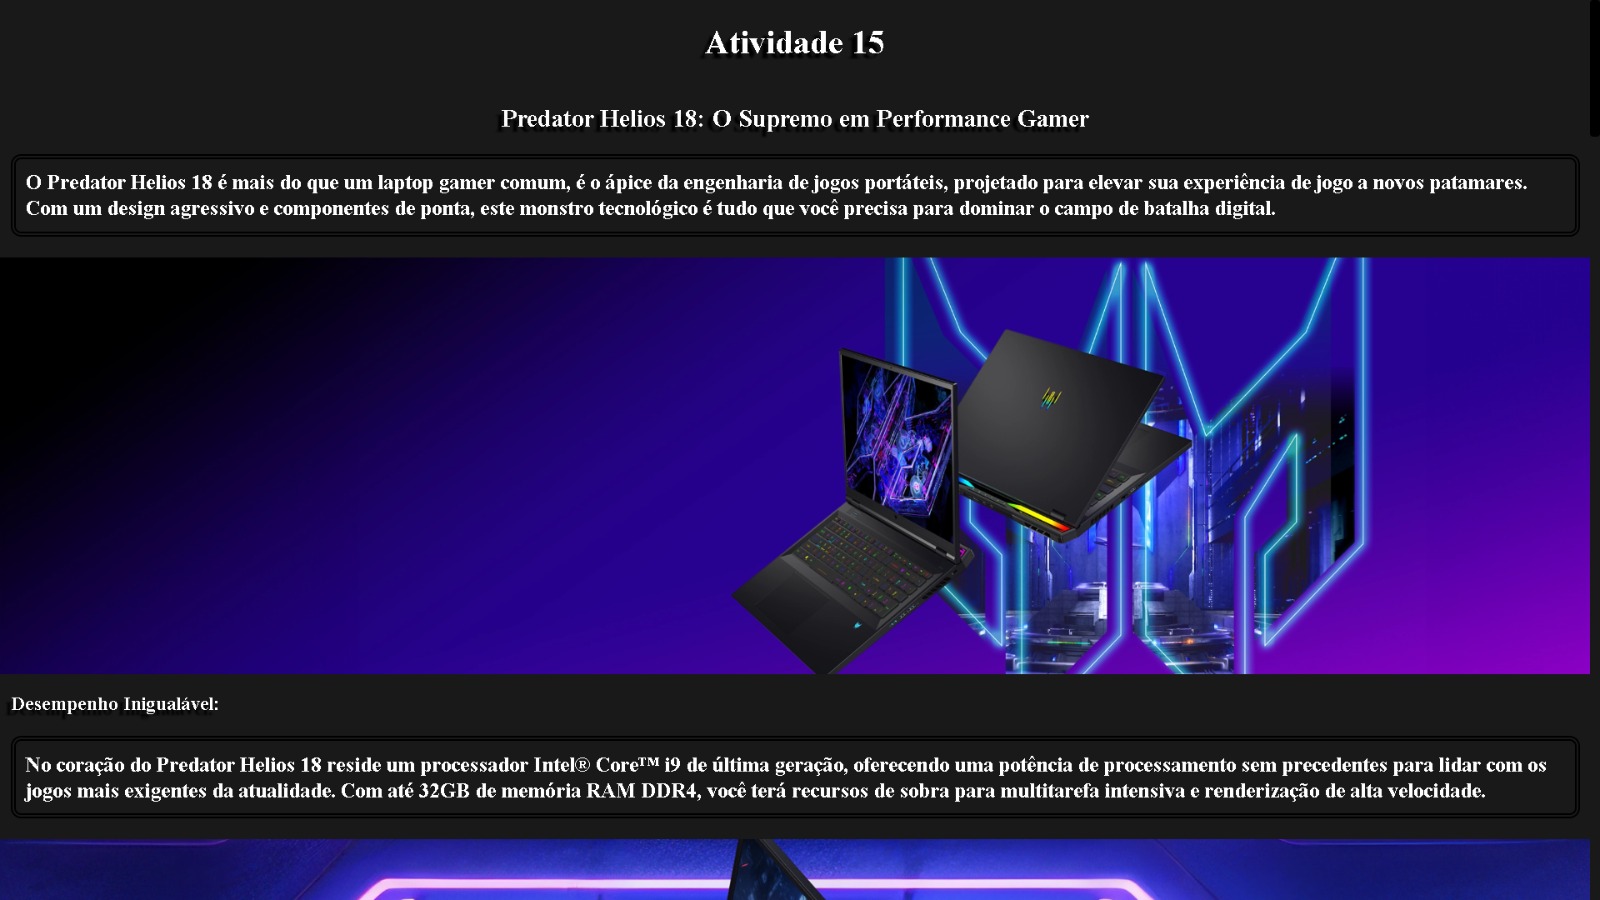 Atividade 15
Predator Helios 18: O Supremo em Performance Gamer
O Predator Helios 18 é mais do que um laptop gamer comum, é o ápice da engenharia de jogos portáteis, projetado para elevar sua experiência de jogo a novos patamares.
Com um design agressivo e componentes de ponta, este monstro tecnológico é tudo que você precisa para dominar o campo de batalha digital.
Desempenho Inigualável:
No coração do Predator Helios 18 reside um processador Intel® Core™ i9 de última geração, oferecendo uma potência de processamento sem precedentes para lidar com os
jogos mais exigentes da atualidade. Com até 32GB de memória RAM DDR4, você terá recursos de sobra para multitarefa intensiva e renderização de alta velocidade.